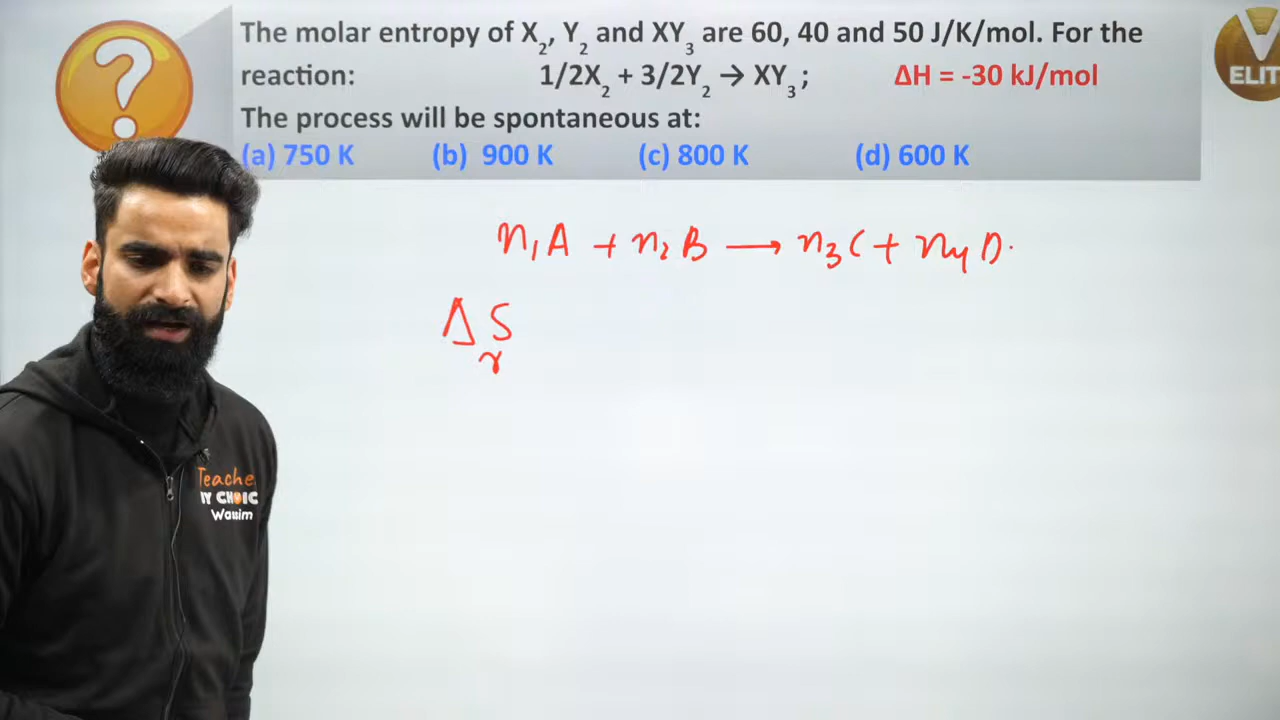 The molar entropy of X₂, Y₂ and XY₃ are 60, 40 and 50 J/K/mol. For the
reaction: 1/2X₂ + 3/2Y₂ → XY₃ ; ΔH = -30 kJ/mol
The process will be spontaneous at:
(a) 750 K (b) 900 K (c) 800 K (d) 600 K
V
ELIT
n₁A + n₂B → n₃C + n₄D.
ΔᵣS
Teacher
BY CHOIC
Wasim